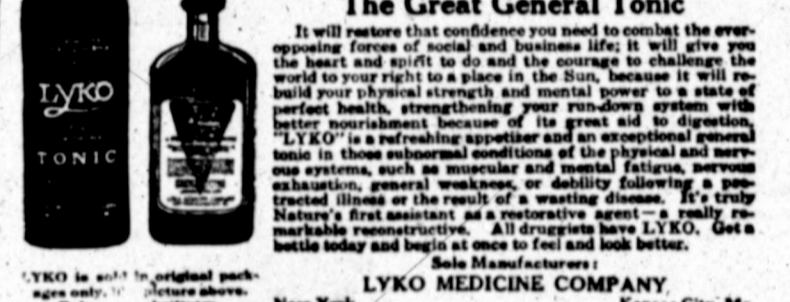 The Great General Tonic
It will restore that confidence you need to combat the ever-
opposing forces of social and business life; it will give you
the heart and spirit to do and the courage to challenge the
world to your right to a place in the Sun, because it will re-
build your physical strength and mental power to a state of
perfect health, strengthening your run-down system with
better nourishment because of its great aid to digestion.
"LYKO" is a refreshing appetizer and an exceptional general
tonic in those subnormal conditions of the physical and nerv-
ous systems, such as muscular and mental fatigue, nervous
exhaustion, general weakness, or debility following a pro-
tracted illness or the result of a wasting disease. It's truly
Nature's first assistant as a restorative agent—a really re-
markable reconstructive. All druggists have LYKO. Get a
bottle today and begin at once to feel and look better.
Sole Manufacturers:
LYKO MEDICINE COMPANY
New York Kansas City, Mo.
LYKO
TONIC
LYKO is sold in original pack-
ages only, picture above.